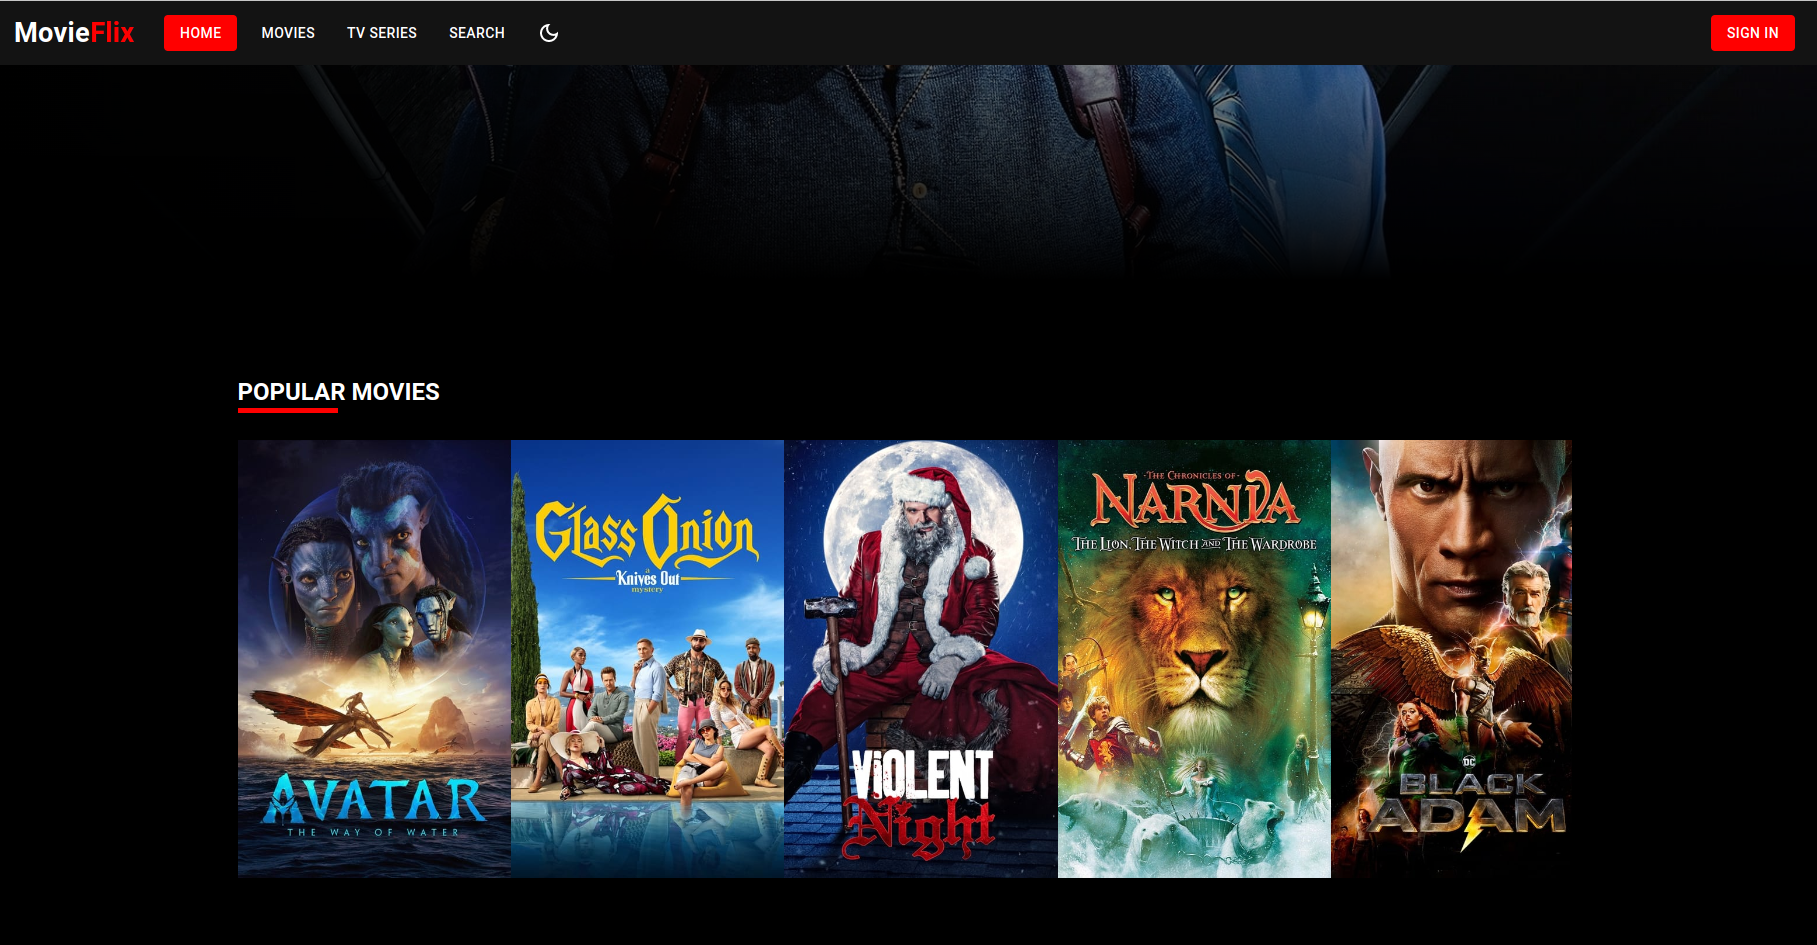 MovieFlix
HOME
MOVIES
TV SERIES
SEARCH
SIGN IN
POPULAR MOVIES
AVATAR
THE WAY OF WATER
Glass Onion
a
Knives Out
mystery
ViOLENT
Night
THE CHRONICLES OF
NARNIA
THE LION, THE WITCH AND THE WARDROBE
DC
BLACK
ADAM